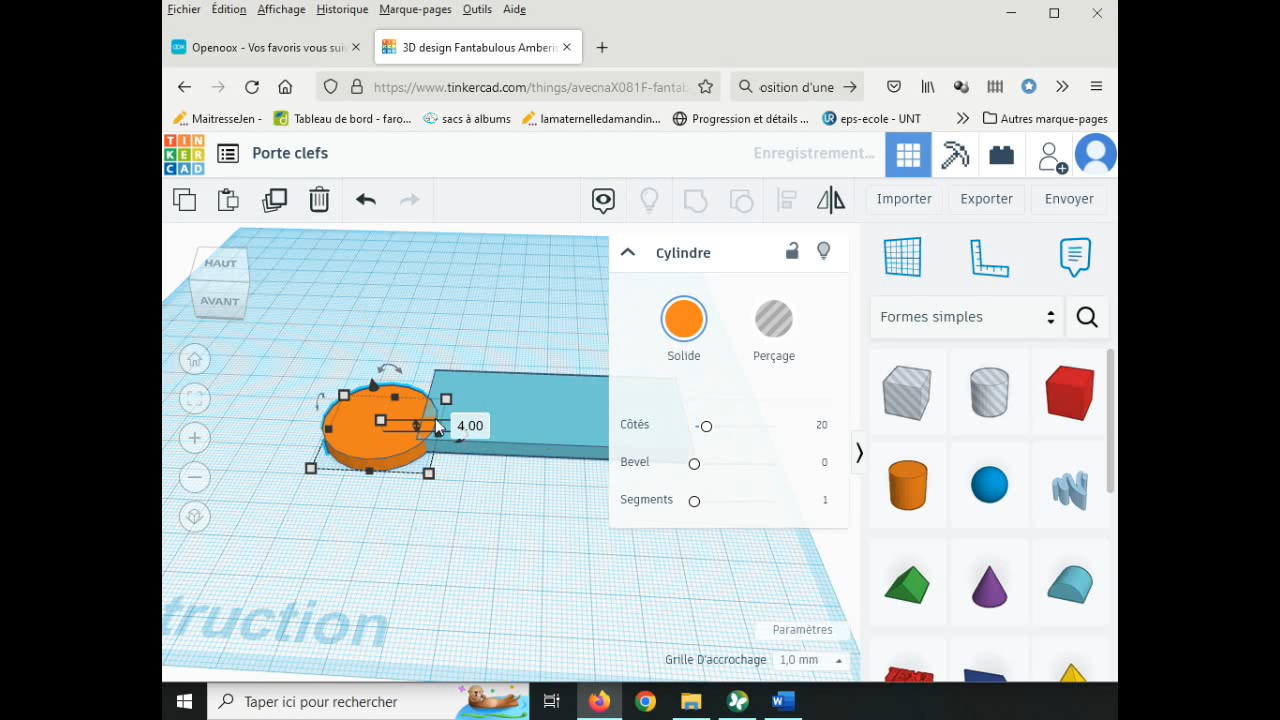 Fichier Édition Affichage Historique Marque-pages Outils Aide
Openoox - Vos favoris vous suiv
3D design Fantabulous Amberis
https://www.tinkercad.com/things/avecnaX081F-fantab
osition d'une
Maitresselen - Tableau de bord - faro... sacs à albums lamaternelledamandin... Progression et détails ... eps-ecole - UNT Autres marque-pages
TIN
KER
CAD
Porte clefs
Enregistrement...
Importer Exporter Envoyer
HAUT
AVANT
Cylindre
Solide Perçage
Formes simples
4.00
Côtés 20
Bevel 0
Segments 1
truction
Paramètres
Grille D'accrochage 1,0 mm
Taper ici pour rechercher